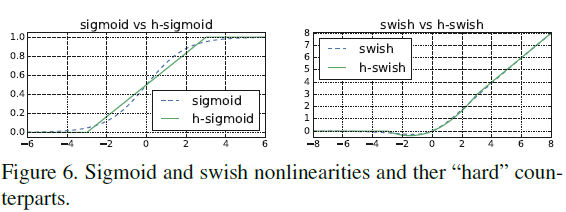 sigmoid vs h-sigmoid
1.0
0.8
0.6
0.4
0.2
0.0
sigmoid
h-sigmoid
−6 −4 −2 0 2 4 6
swish vs h-swish
8
7
6
5
4
3
2
1
0
swish
h-swish
−8 −6 −4 −2 0 2 4 6 8
Figure 6. Sigmoid and swish nonlinearities and ther “hard” coun-
terparts.